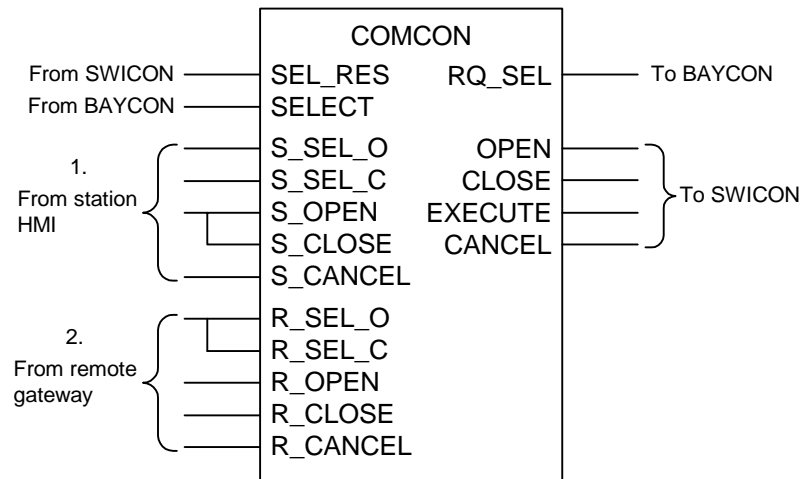 COMCON
From SWICON SEL_RES RQ_SEL To BAYCON
From BAYCON SELECT
1.
From station
HMI
S_SEL_O
S_SEL_C
S_OPEN
S_CLOSE
S_CANCEL
OPEN
CLOSE
EXECUTE
CANCEL
To SWICON
2.
From remote
gateway
R_SEL_O
R_SEL_C
R_OPEN
R_CLOSE
R_CANCEL